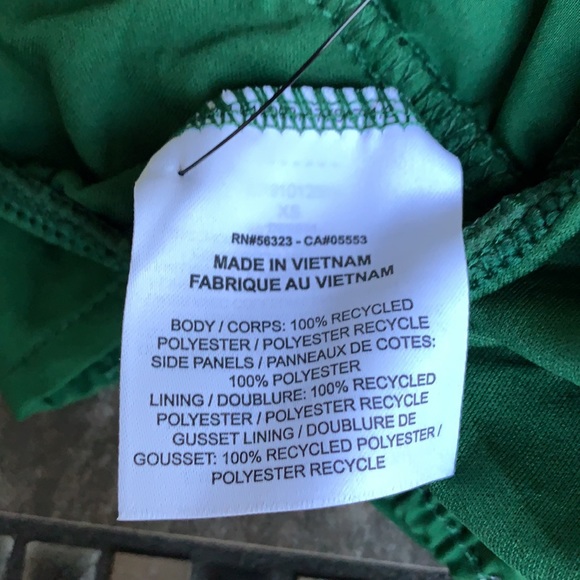 RN#56323 - CA#05553
MADE IN VIETNAM
FABRIQUE AU VIETNAM
BODY / CORPS: 100% RECYCLED
POLYESTER / POLYESTER RECYCLE
SIDE PANELS / PANNEAUX DE COTES:
100% POLYESTER
LINING / DOUBLURE: 100% RECYCLED
POLYESTER / POLYESTER RECYCLE
GUSSET LINING / DOUBLURE DE
GOUSSET: 100% RECYCLED POLYESTER /
POLYESTER RECYCLE